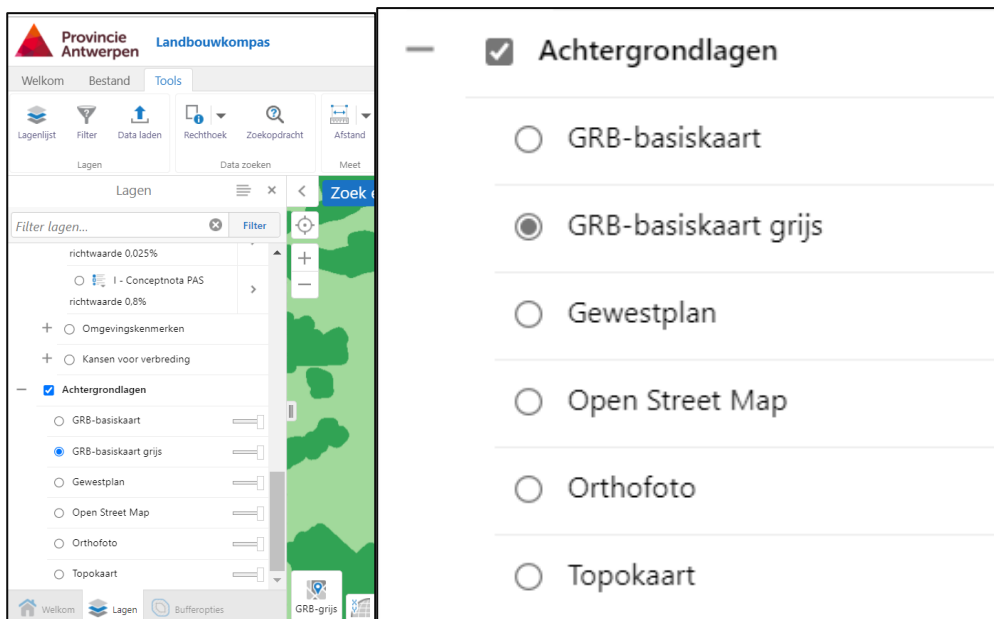 Provincie
Antwerpen
Landbouwkompas
Welkom Bestand Tools
Lagenlijst Filter Data laden Rechthoek Zoekopdracht Afstand
Lagen Data zoeken Meet
Lagen
Zoek
Filter lagen...
Filter
richtwaarde 0,025%
I - Conceptnota PAS
richtwaarde 0,8%
Omgevingskenmerken
Kansen voor verbreding
Achtergrondlagen
GRB-basiskaart
GRB-basiskaart grijs
Gewestplan
Open Street Map
Orthofoto
Topokaart
GRB-grijs
Welkom Lagen Bufferopties
Achtergrondlagen
GRB-basiskaart
GRB-basiskaart grijs
Gewestplan
Open Street Map
Orthofoto
Topokaart